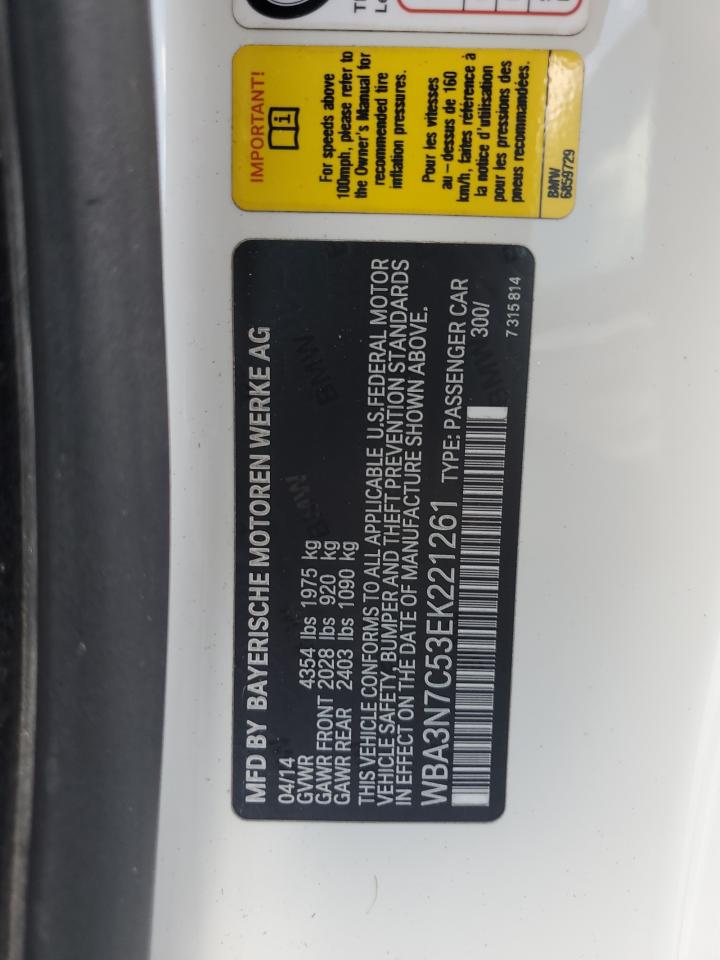 IMPORTANT!
For speeds above
100mph, please refer to
the Owner's Manual for
recommended tire
inflation pressures.
Pour les vitesses
au - dessus de 160
km/h, faites référence à
la notice d'utilisation
pour les pressions des
pneus recommandées.
BMW
6859729
MFD BY BAYERISCHE MOTOREN WERKE AG
04/14
GVWR 4354 lbs 1975 kg
GAWR FRONT 2028 lbs 920 kg
GAWR REAR 2403 lbs 1090 kg
THIS VEHICLE CONFORMS TO ALL APPLICABLE U.S.FEDERAL MOTOR
VEHICLE SAFETY, BUMPER AND THEFT PREVENTION STANDARDS
IN EFFECT ON THE DATE OF MANUFACTURE SHOWN ABOVE.
WBA3N7C53EK221261 TYPE: PASSENGER CAR
300/
7315814